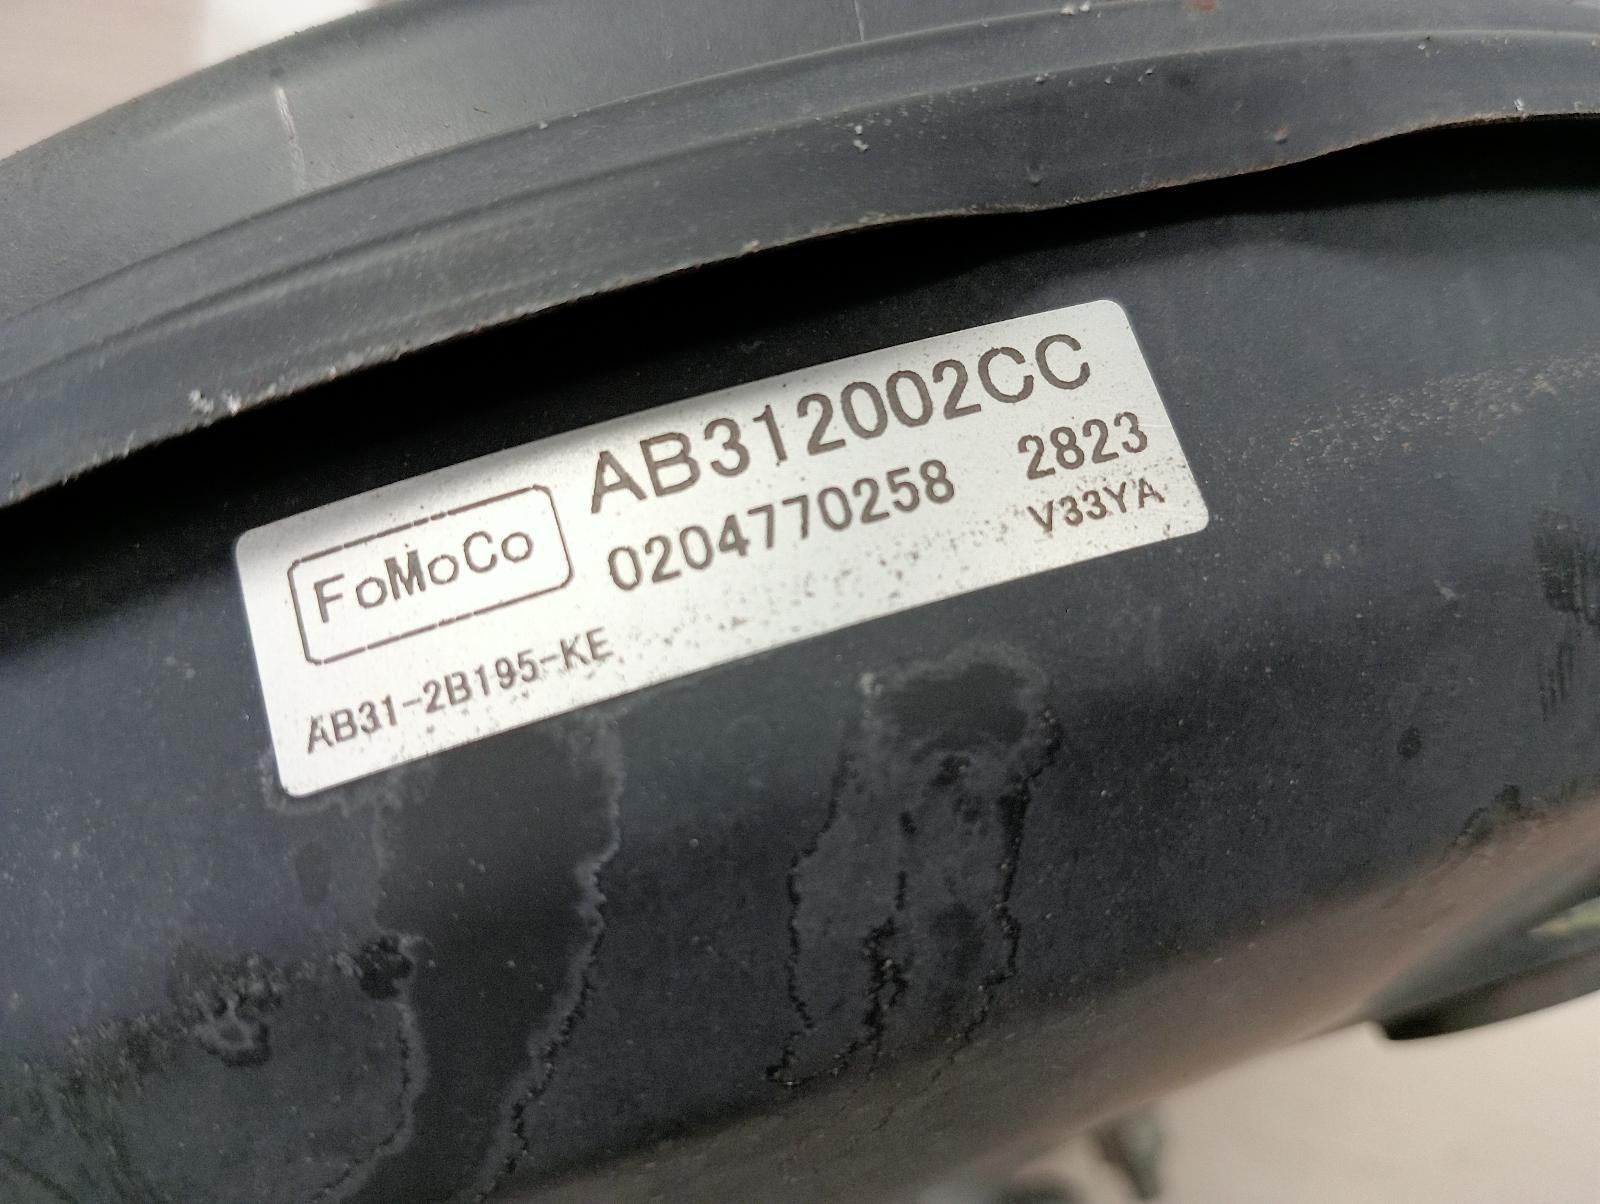 FoMoCo
AB312002CC
0204770258 2823
V33YA
AB31-2B195-KE